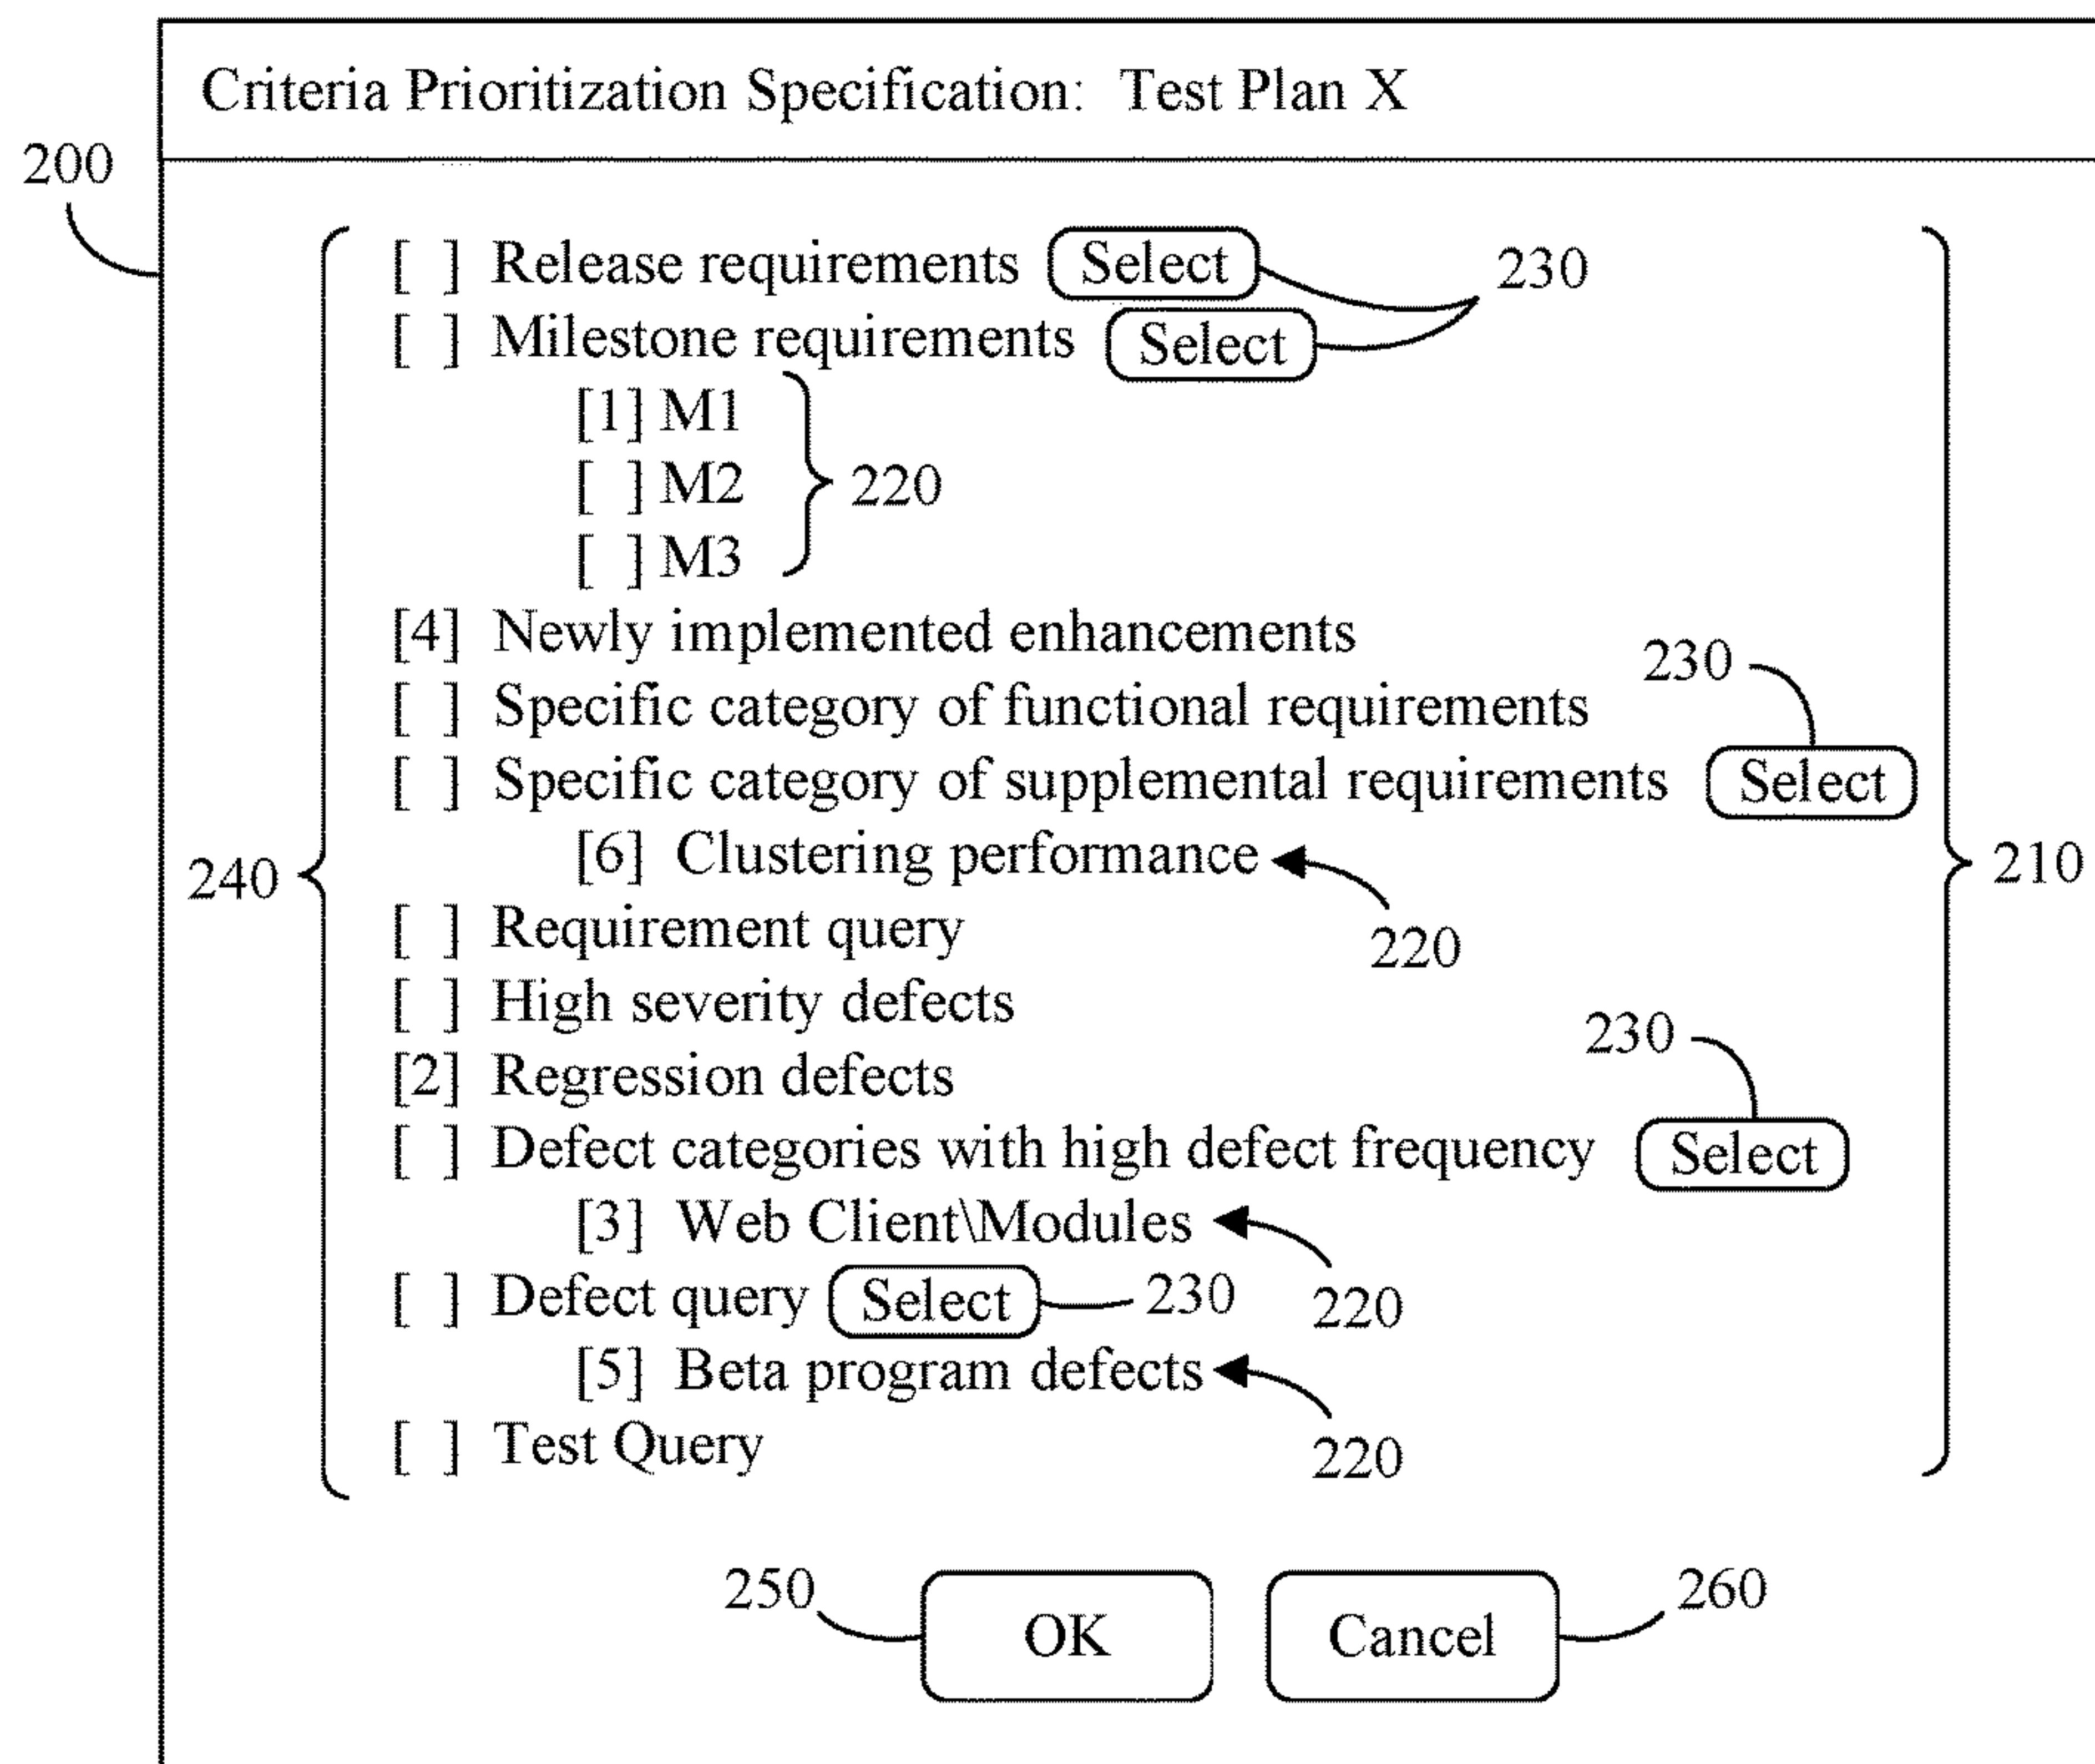 Criteria Prioritization Specification: Test Plan X
200
[ ] Release requirements Select 230
[ ] Milestone requirements Select
[1] M1
[ ] M2 220
[ ] M3
[4] Newly implemented enhancements
230
[ ] Specific category of functional requirements
[ ] Specific category of supplemental requirements Select
240 [6] Clustering performance 210
[ ] Requirement query 220
[ ] High severity defects
230
[2] Regression defects
[ ] Defect categories with high defect frequency Select
[3] Web Client\Modules
[ ] Defect query Select 230 220
[5] Beta program defects
[ ] Test Query 220
250 OK Cancel 260